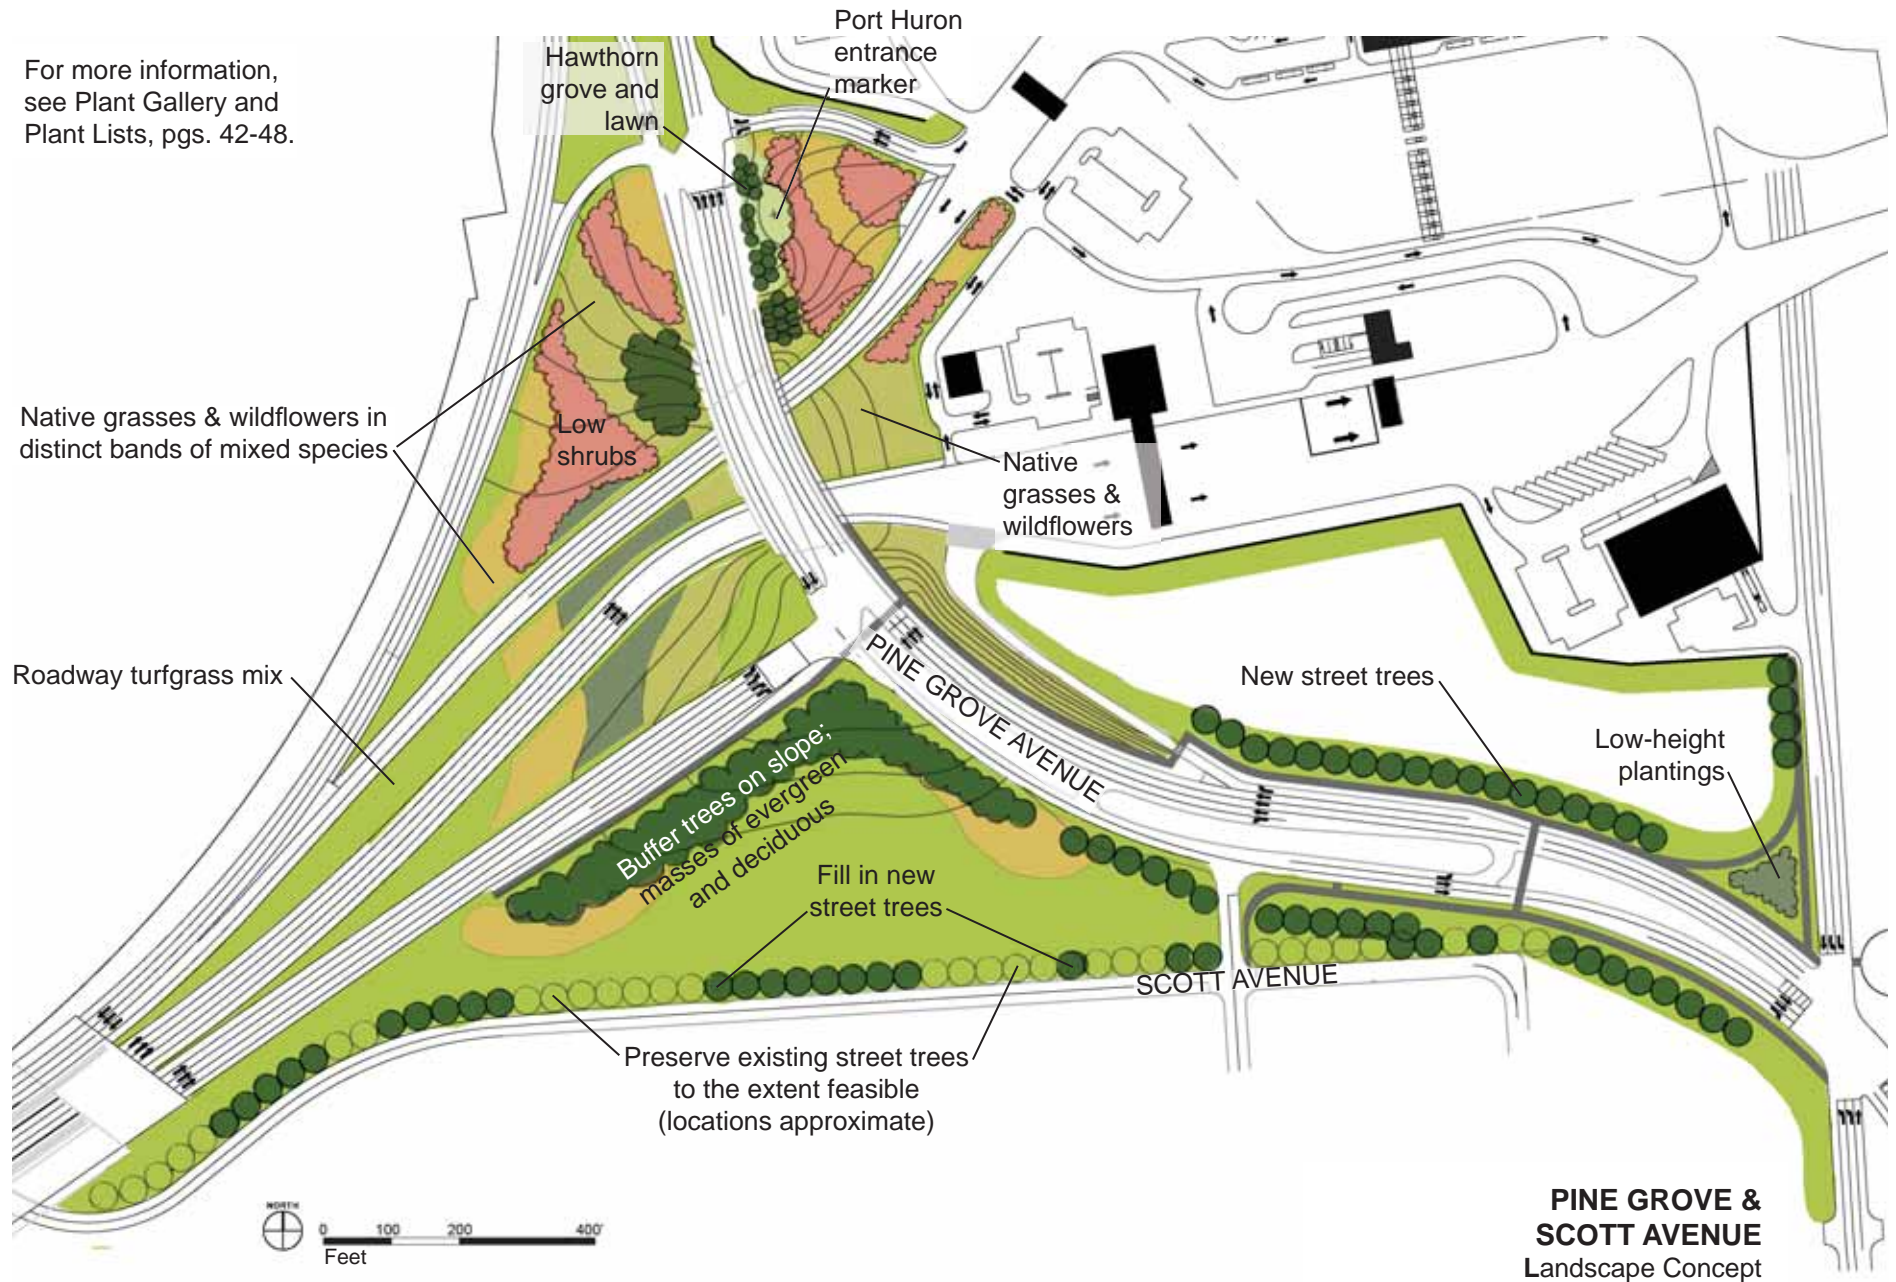 For more information,
see Plant Gallery and
Plant Lists, pgs. 42-48.
Hawthorn
grove and
lawn
Port Huron
entrance
marker
Native grasses & wildflowers in
distinct bands of mixed species
Low
shrubs
Native
grasses &
wildflowers
Roadway turfgrass mix
PINE GROVE AVENUE
New street trees
Low-height
plantings
Buffer trees on slope;
masses of evergreen
and deciduous
Fill in new
street trees
SCOTT AVENUE
Preserve existing street trees
to the extent feasible
(locations approximate)
NORTH
0 100 200 400'
Feet
PINE GROVE &
SCOTT AVENUE
Landscape Concept